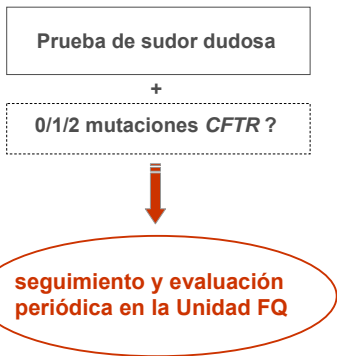 Prueba de sudor dudosa
+
0/1/2 mutaciones CFTR ?
seguimiento y evaluación
periódica en la Unidad FQ